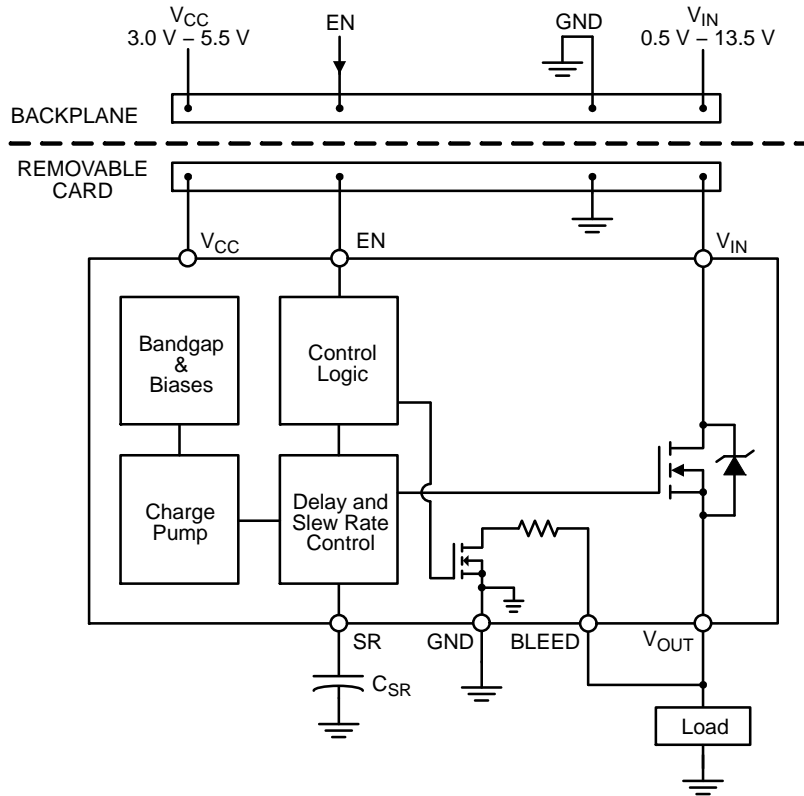 VCC
3.0 V – 5.5 V
EN
GND
VIN
0.5 V – 13.5 V
BACKPLANE
REMOVABLE
CARD
VCC
EN
VIN
Bandgap
&
Biases
Control
Logic
Charge
Pump
Delay and
Slew Rate
Control
SR
GND
BLEED
VOUT
CSR
Load